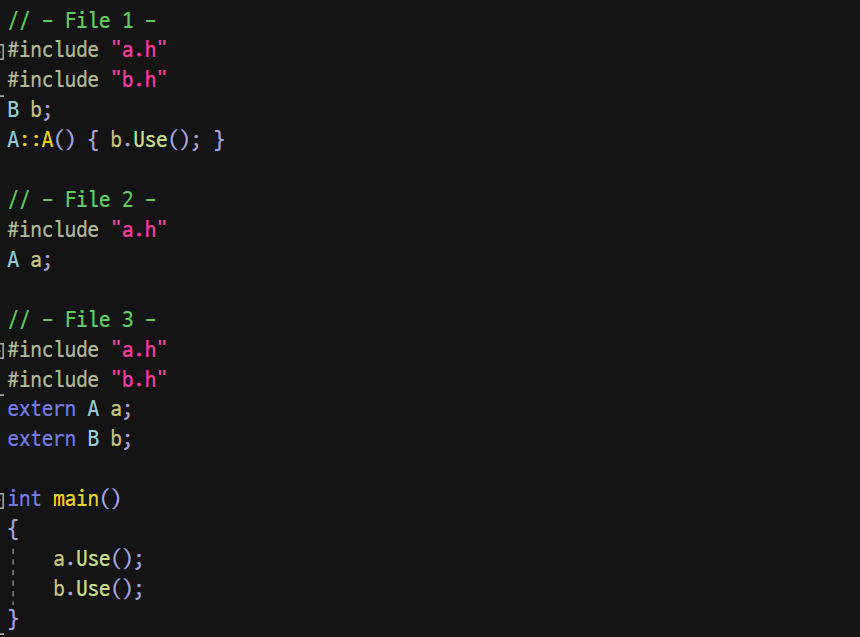 // - File 1 -
#include "a.h"
#include "b.h"
B b;
A::A() { b.Use(); }
// - File 2 -
#include "a.h"
A a;
// - File 3 -
#include "a.h"
#include "b.h"
extern A a;
extern B b;
int main()
{
a.Use();
b.Use();
}